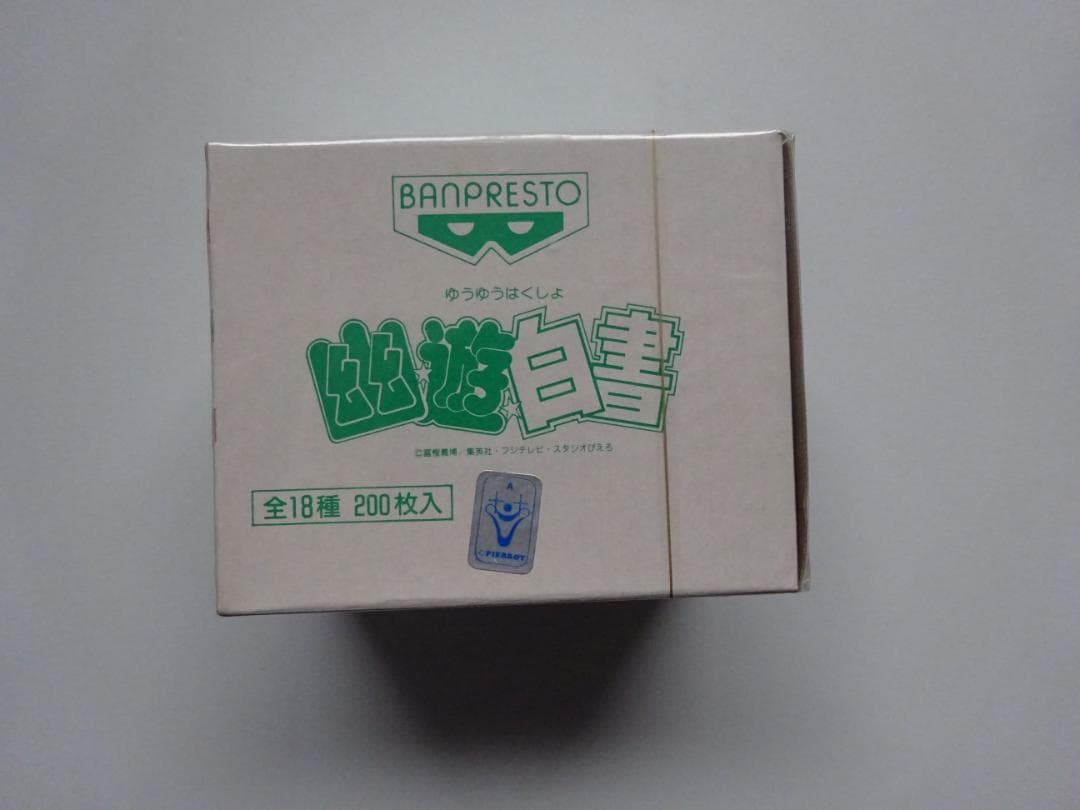 BANPRESTO
ゆうゆうはくしょ
幽☆遊☆白書
©冨樫義博／集英社・フジテレビ・スタジオぴえろ
全18種 200枚入
A
PIERROT